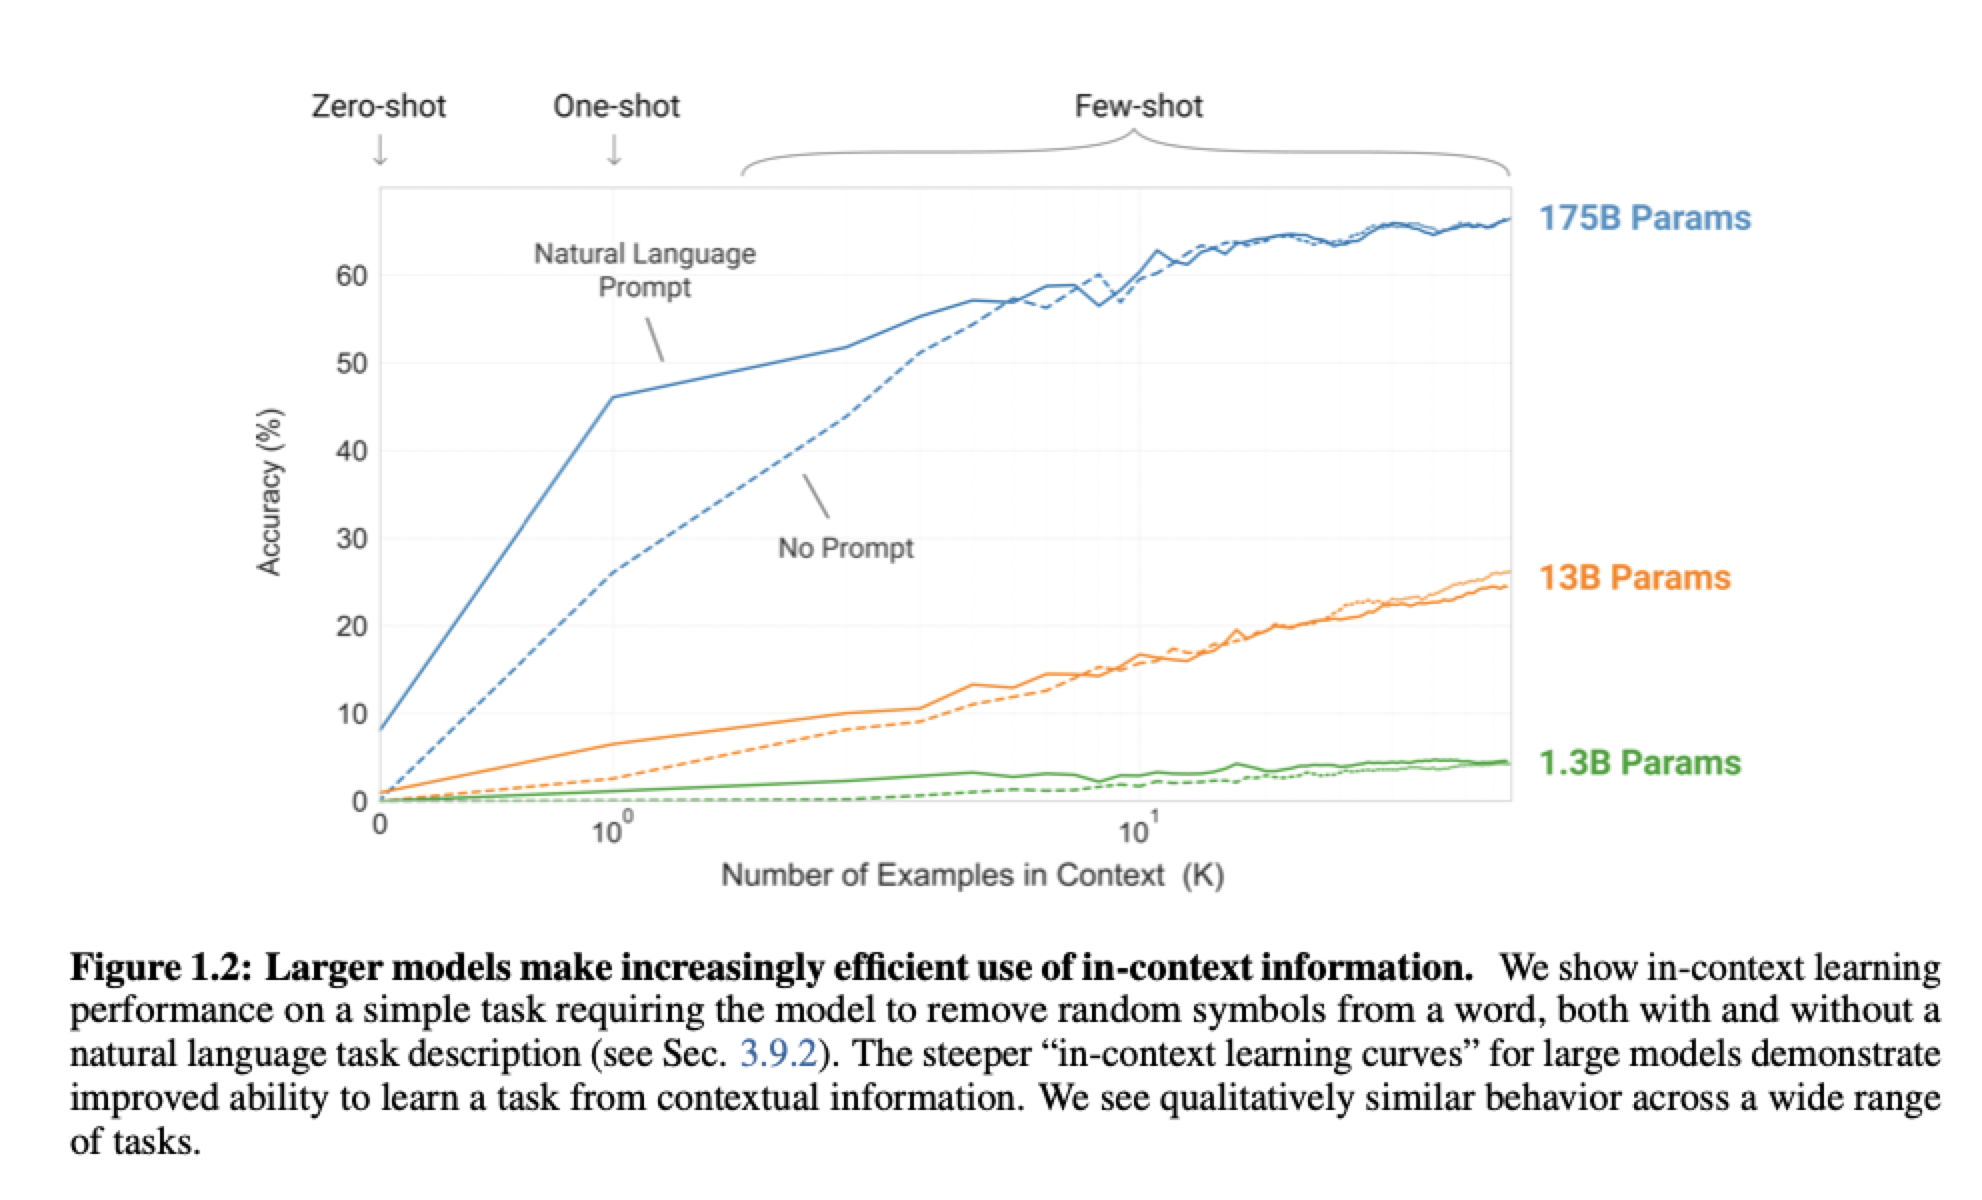 Zero-shot
One-shot
Few-shot
175B Params
Natural Language
Prompt
60
50
40
30
20
10
0
Accuracy (%)
No Prompt
13B Params
1.3B Params
0
10⁰
10¹
Number of Examples in Context (K)
Figure 1.2: Larger models make increasingly efficient use of in-context information. We show in-context learning
performance on a simple task requiring the model to remove random symbols from a word, both with and without a
natural language task description (see Sec. 3.9.2). The steeper “in-context learning curves” for large models demonstrate
improved ability to learn a task from contextual information. We see qualitatively similar behavior across a wide range
of tasks.